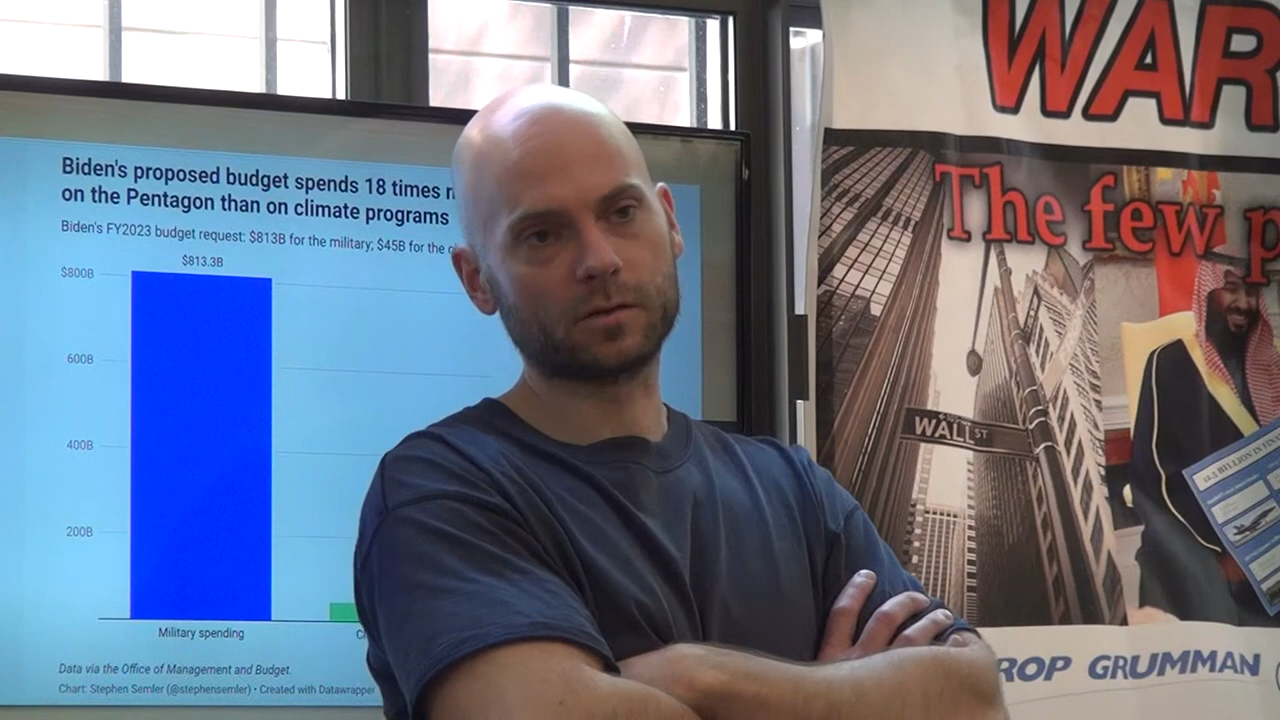 Biden's proposed budget spends 18 times
on the Pentagon than on climate programs
Biden's FY2023 budget request: $813B for the military; $45B for the
$813.3B
$800B
600B
400B
200B
Military spending
Data via the Office of Management and Budget.
Chart: Stephen Semler (@stephensemler) • Created with Datawrapper
WAR
The few p
WALL ST
BILLION IN
ROP GRUMMAN